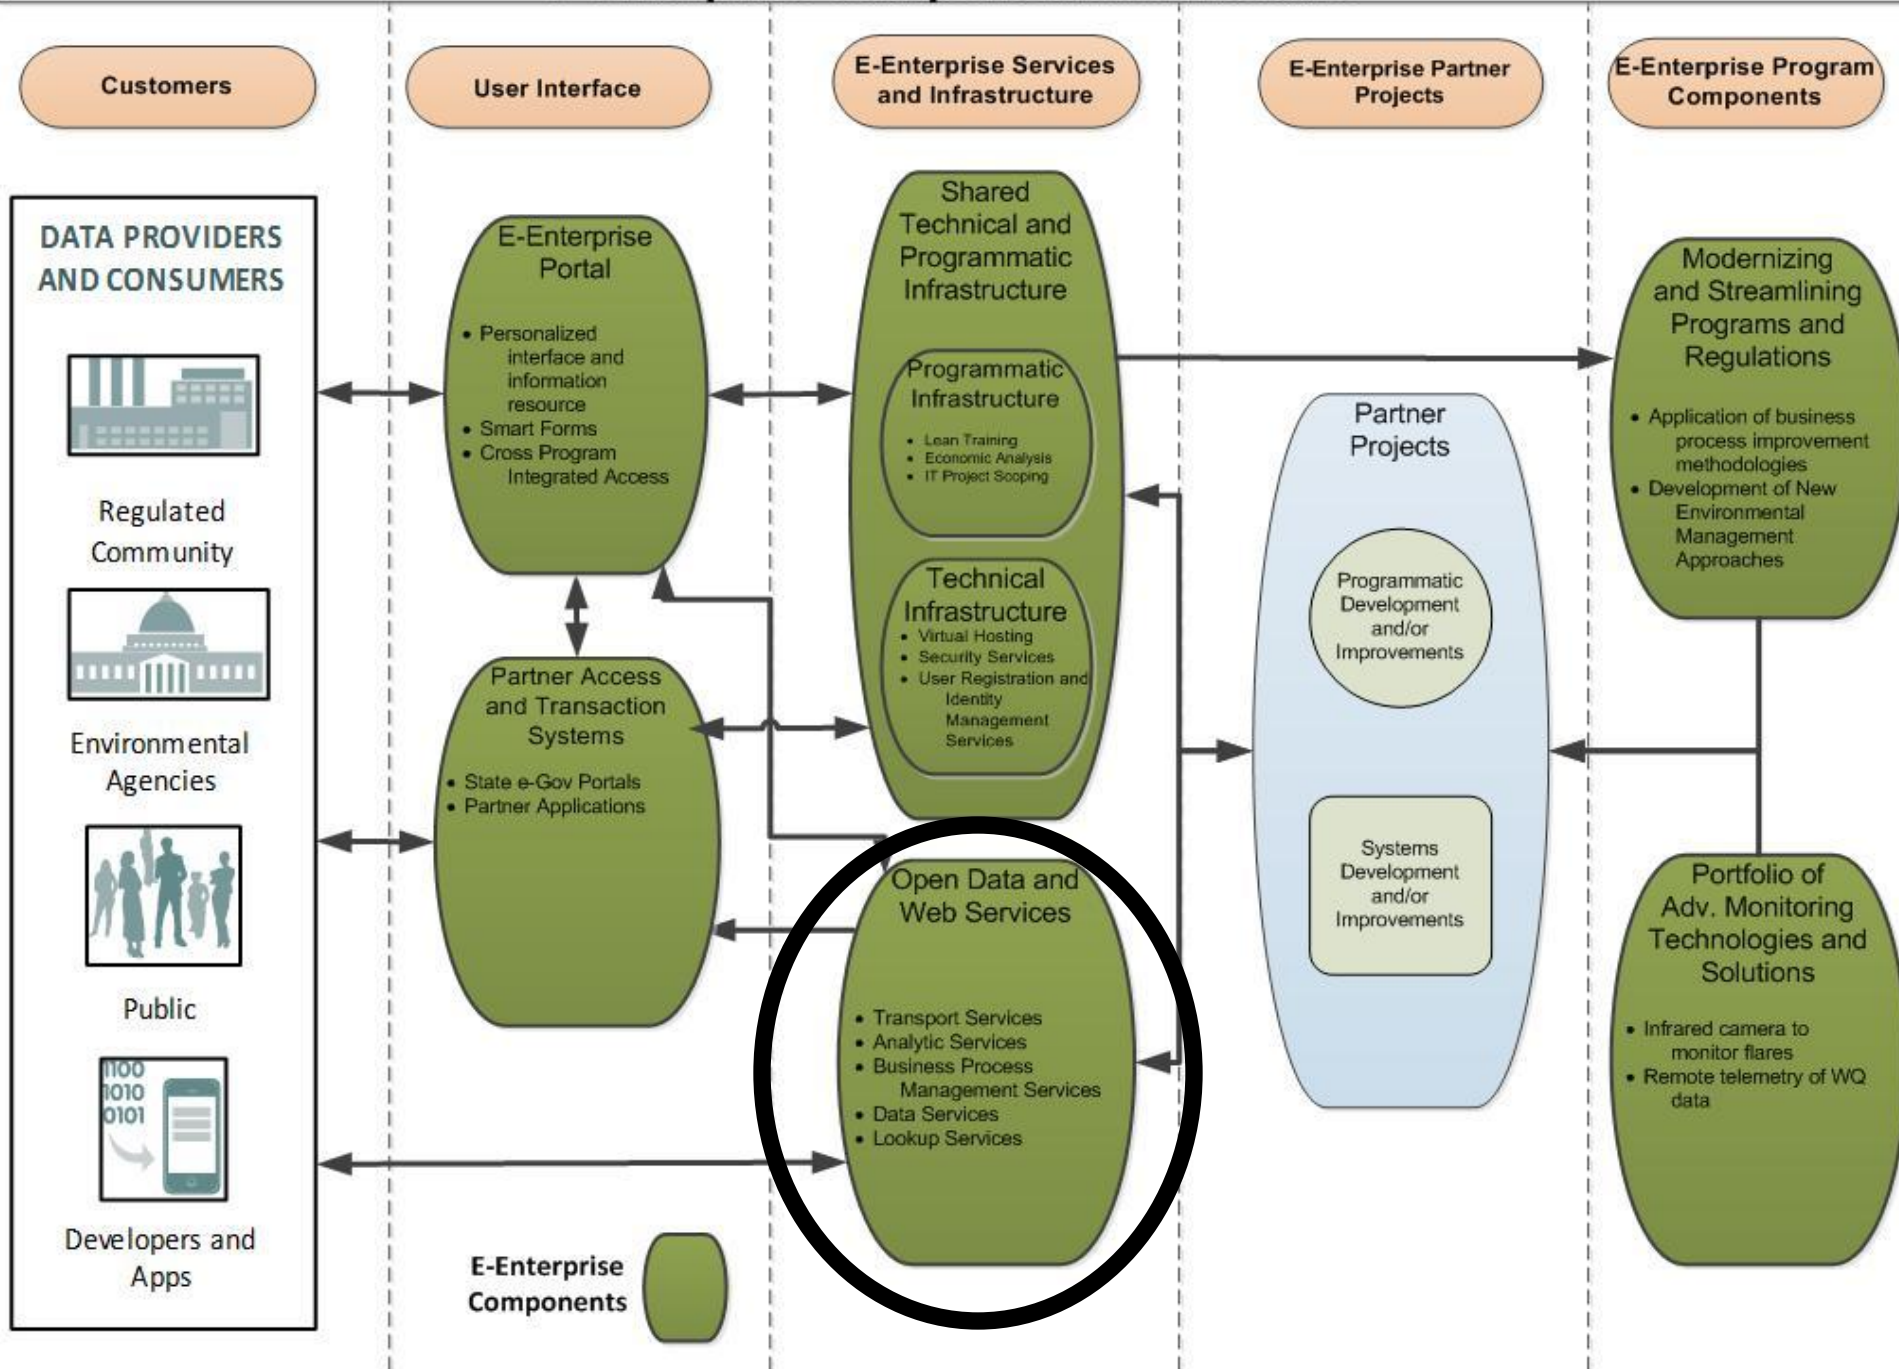 Customers
User Interface
E-Enterprise Services
and Infrastructure
E-Enterprise Partner
Projects
E-Enterprise Program
Components
DATA PROVIDERS
AND CONSUMERS
Regulated
Community
Environmental
Agencies
Public
1100
1010
0101
Developers and
Apps
E-Enterprise
Portal
• Personalized
interface and
information
resource
• Smart Forms
• Cross Program
Integrated Access
Partner Access
and Transaction
Systems
• State e-Gov Portals
• Partner Applications
E-Enterprise
Components
Shared
Technical and
Programmatic
Infrastructure
Programmatic
Infrastructure
• Lean Training
• Economic Analysis
• IT Project Scoping
Technical
Infrastructure
• Virtual Hosting
• Security Services
• User Registration and
Identity
Management
Services
Open Data and
Web Services
• Transport Services
• Analytic Services
• Business Process
Management Services
• Data Services
• Lookup Services
Partner
Projects
Programmatic
Development
and/or
Improvements
Systems
Development
and/or
Improvements
Modernizing
and Streamlining
Programs and
Regulations
• Application of business
process improvement
methodologies
• Development of New
Environmental
Management
Approaches
Portfolio of
Adv. Monitoring
Technologies and
Solutions
• Infrared camera to
monitor flares
• Remote telemetry of WQ
data